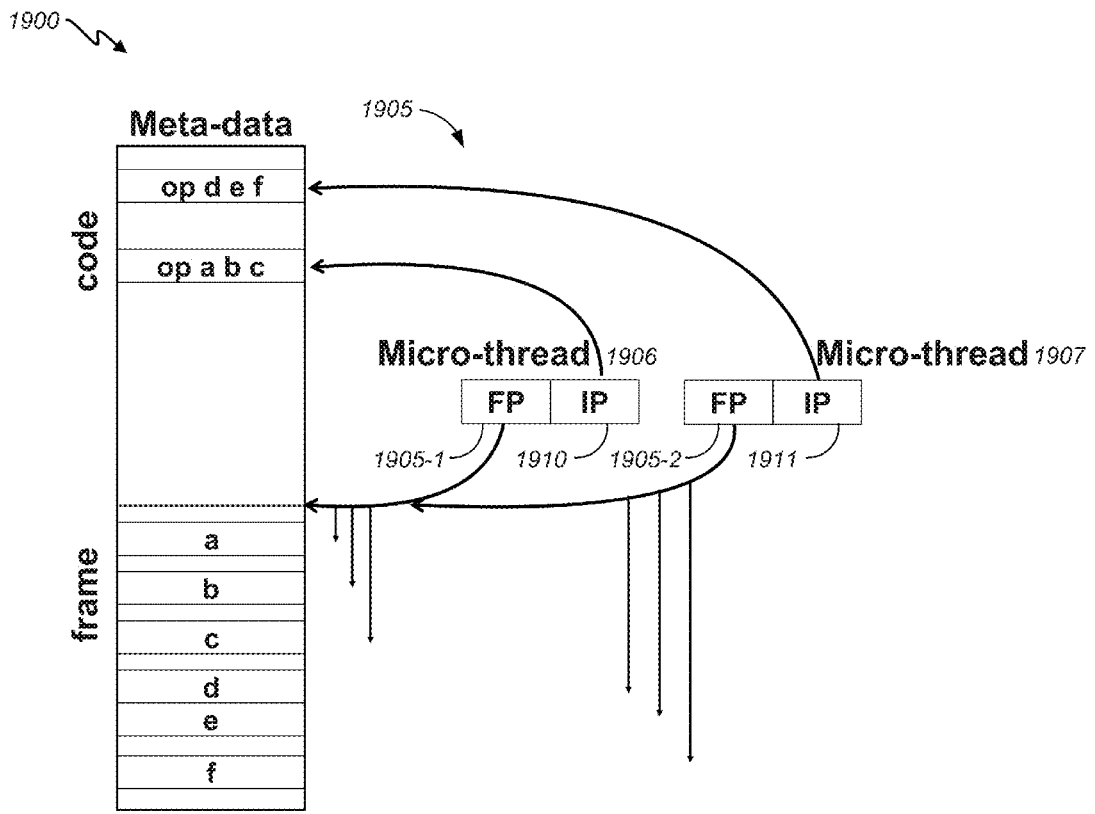 1900
1905
Meta-data
op d e f
code
op a b c
Micro-thread 1906
Micro-thread 1907
FP IP
FP IP
1905-1 1910 1905-2 1911
frame
a
b
c
d
e
f